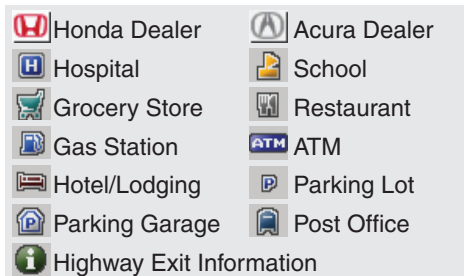 Honda Dealer Acura Dealer
H Hospital School
Grocery Store Restaurant
Gas Station ATM ATM
Hotel/Lodging P Parking Lot
P Parking Garage Post Office
i Highway Exit Information